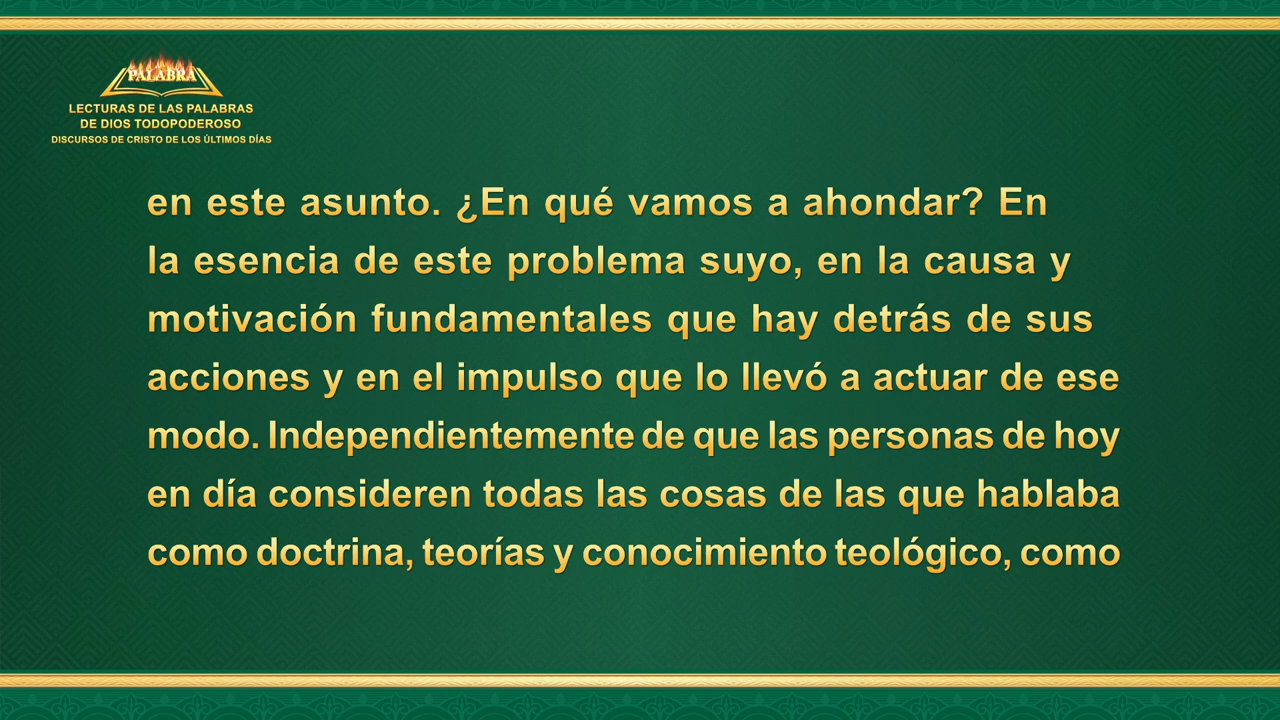 PALABRA
LECTURAS DE LAS PALABRAS
DE DIOS TODOPODEROSO
DISCURSOS DE CRISTO DE LOS ÚLTIMOS DÍAS
en este asunto. ¿En qué vamos a ahondar? En
la esencia de este problema suyo, en la causa y
motivación fundamentales que hay detrás de sus
acciones y en el impulso que lo llevó a actuar de ese
modo. Independientemente de que las personas de hoy
en día consideren todas las cosas de las que hablaba
como doctrina, teorías y conocimiento teológico, como